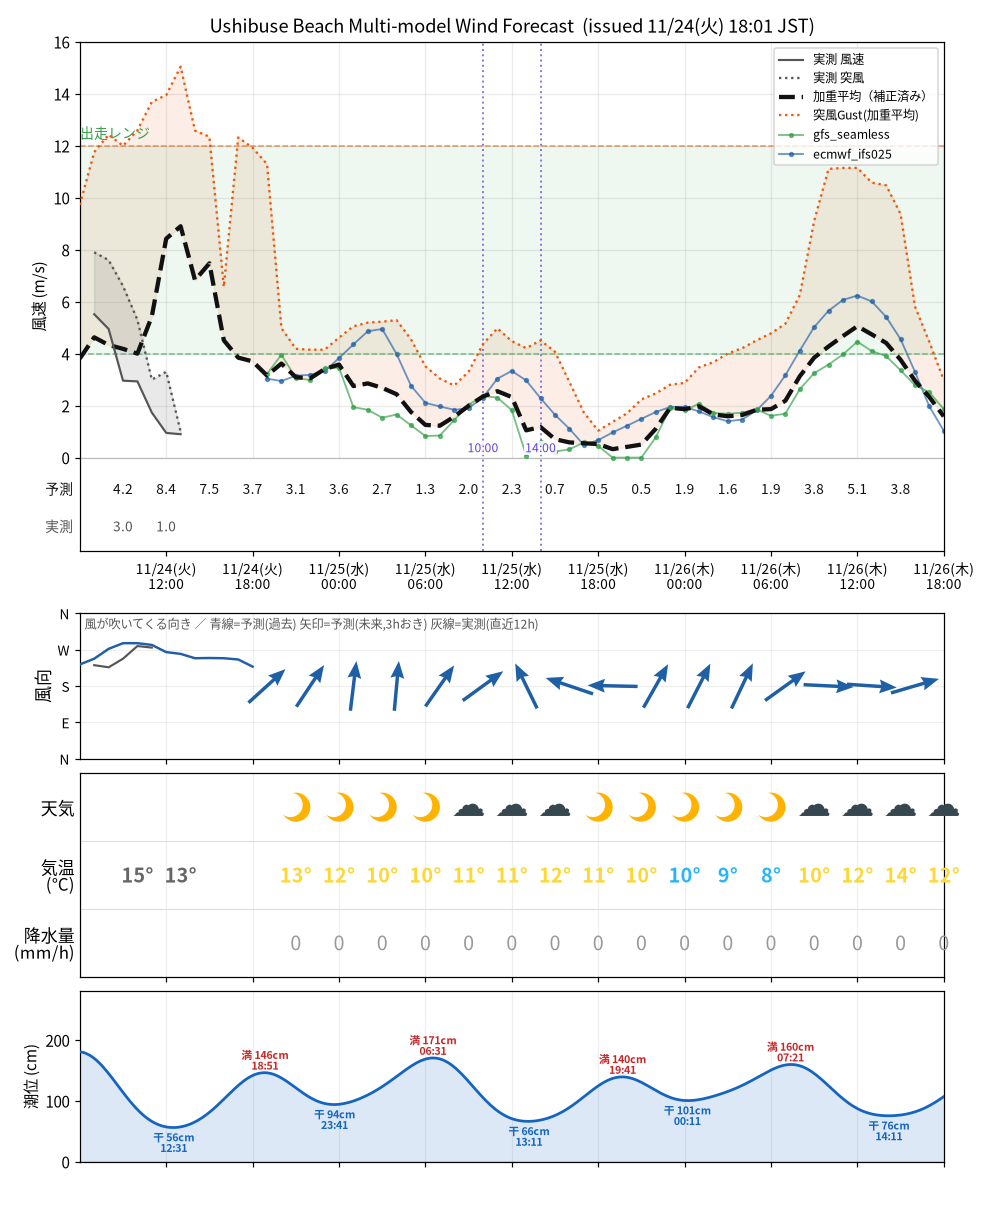 Ushibuse Beach Multi-model Wind Forecast (issued 11/24(火) 18:01 JST)
実測 風速
実測 突風
加重平均（補正済み）
突風Gust(加重平均)
gfs_seamless
ecmwf_ifs025
出走レンジ
風速 (m/s)
16
14
12
10
8
6
4
2
0
10:00 14:00
予測 4.2 8.4 7.5 3.7 3.1 3.6 2.7 1.3 2.0 2.3 0.7 0.5 0.5 1.9 1.6 1.9 3.8 5.1 3.8
実測 3.0 1.0
11/24(火) 11/24(火) 11/25(水) 11/25(水) 11/25(水) 11/25(水) 11/26(木) 11/26(木) 11/26(木) 11/26(木)
12:00 18:00 00:00 06:00 12:00 18:00 00:00 06:00 12:00 18:00
風が吹いてくる向き ／ 青線=予測(過去) 矢印=予測(未来,3hおき) 灰線=実測(直近12h)
風向
N
W
S
E
N
天気
気温
(℃)
15° 13° 13° 12° 10° 10° 11° 11° 12° 11° 10° 10° 9° 8° 10° 12° 14° 12°
降水量
(mm/h)
0 0 0 0 0 0 0 0 0 0 0 0 0 0 0 0
潮位 (cm)
200
100
0
満 146cm
18:51
満 171cm
06:31
満 140cm
19:41
満 160cm
07:21
干 56cm
12:31
干 94cm
23:41
干 66cm
13:11
干 101cm
00:11
干 76cm
14:11